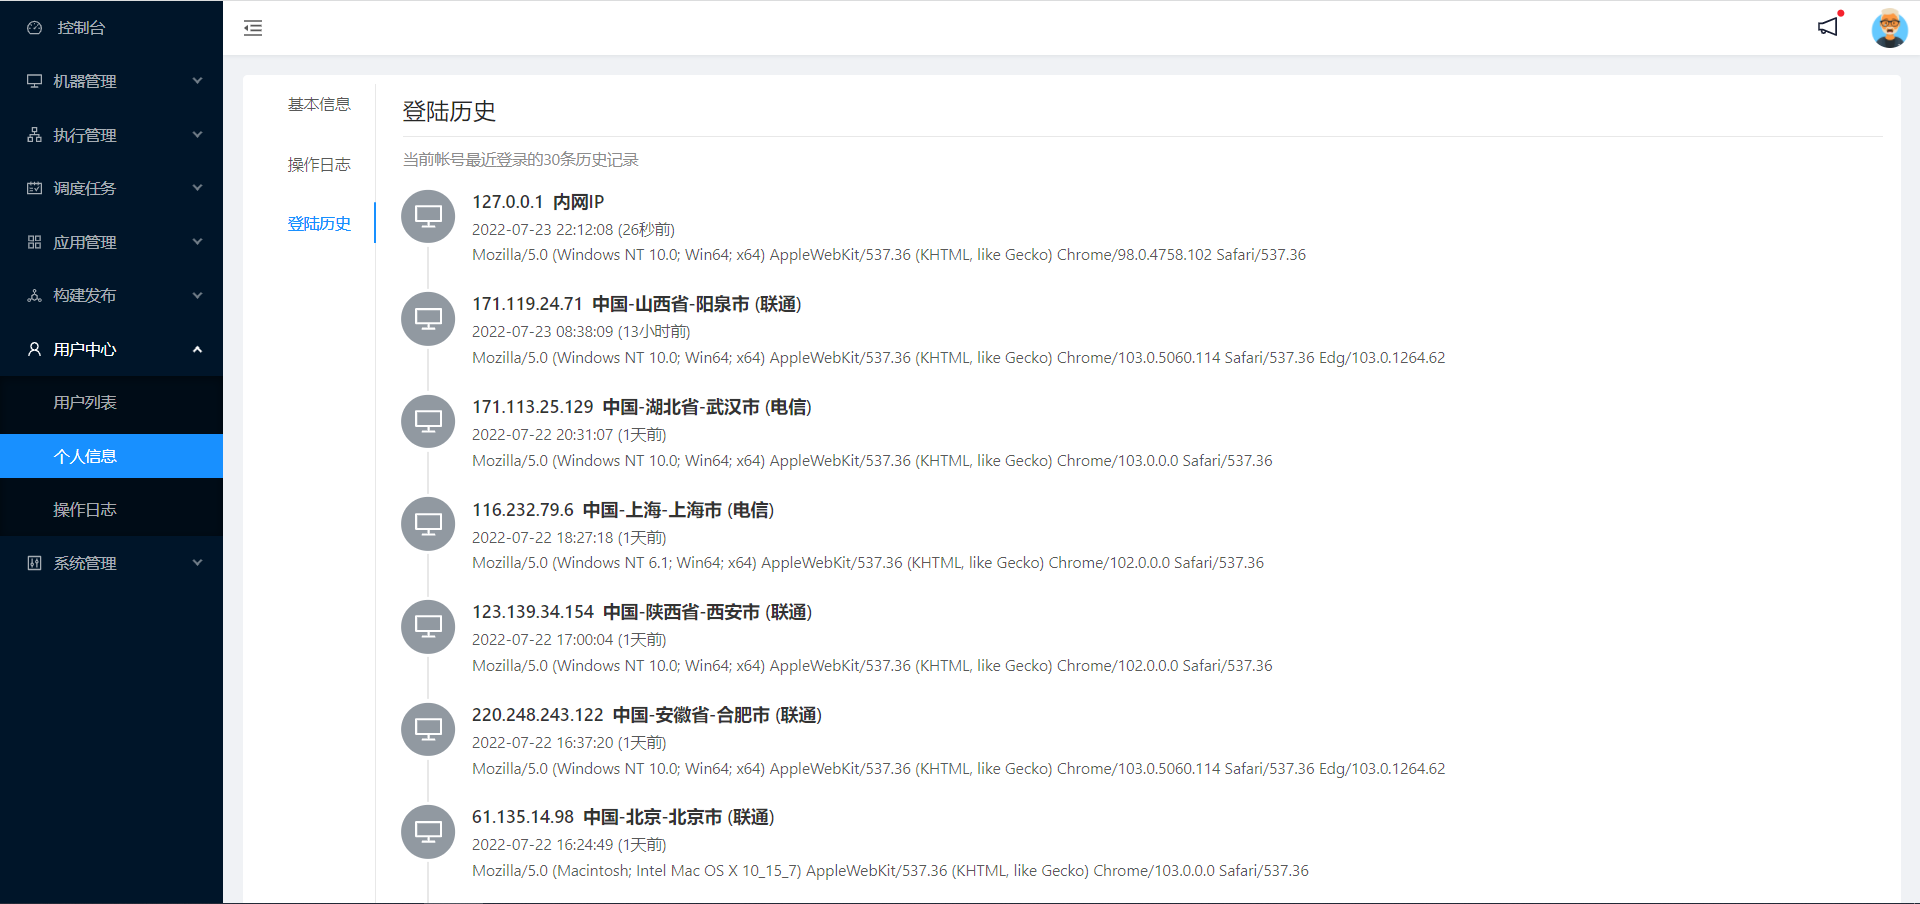 控制台
机器管理
执行管理
调度任务
应用管理
构建发布
用户中心
用户列表
个人信息
操作日志
系统管理
基本信息
操作日志
登陆历史
登陆历史
当前帐号最近登录的30条历史记录
127.0.0.1 内网IP
2022-07-23 22:12:08 (26秒前)
Mozilla/5.0 (Windows NT 10.0; Win64; x64) AppleWebKit/537.36 (KHTML, like Gecko) Chrome/98.0.4758.102 Safari/537.36
171.119.24.71 中国-山西省-阳泉市 (联通)
2022-07-23 08:38:09 (13小时前)
Mozilla/5.0 (Windows NT 10.0; Win64; x64) AppleWebKit/537.36 (KHTML, like Gecko) Chrome/103.0.5060.114 Safari/537.36 Edg/103.0.1264.62
171.113.25.129 中国-湖北省-武汉市 (电信)
2022-07-22 20:31:07 (1天前)
Mozilla/5.0 (Windows NT 10.0; Win64; x64) AppleWebKit/537.36 (KHTML, like Gecko) Chrome/103.0.0.0 Safari/537.36
116.232.79.6 中国-上海-上海市 (电信)
2022-07-22 18:27:18 (1天前)
Mozilla/5.0 (Windows NT 6.1; Win64; x64) AppleWebKit/537.36 (KHTML, like Gecko) Chrome/102.0.0.0 Safari/537.36
123.139.34.154 中国-陕西省-西安市 (联通)
2022-07-22 17:00:04 (1天前)
Mozilla/5.0 (Windows NT 10.0; Win64; x64) AppleWebKit/537.36 (KHTML, like Gecko) Chrome/102.0.0.0 Safari/537.36
220.248.243.122 中国-安徽省-合肥市 (联通)
2022-07-22 16:37:20 (1天前)
Mozilla/5.0 (Windows NT 10.0; Win64; x64) AppleWebKit/537.36 (KHTML, like Gecko) Chrome/103.0.5060.114 Safari/537.36 Edg/103.0.1264.62
61.135.14.98 中国-北京-北京市 (联通)
2022-07-22 16:24:49 (1天前)
Mozilla/5.0 (Macintosh; Intel Mac OS X 10_15_7) AppleWebKit/537.36 (KHTML, like Gecko) Chrome/103.0.0.0 Safari/537.36